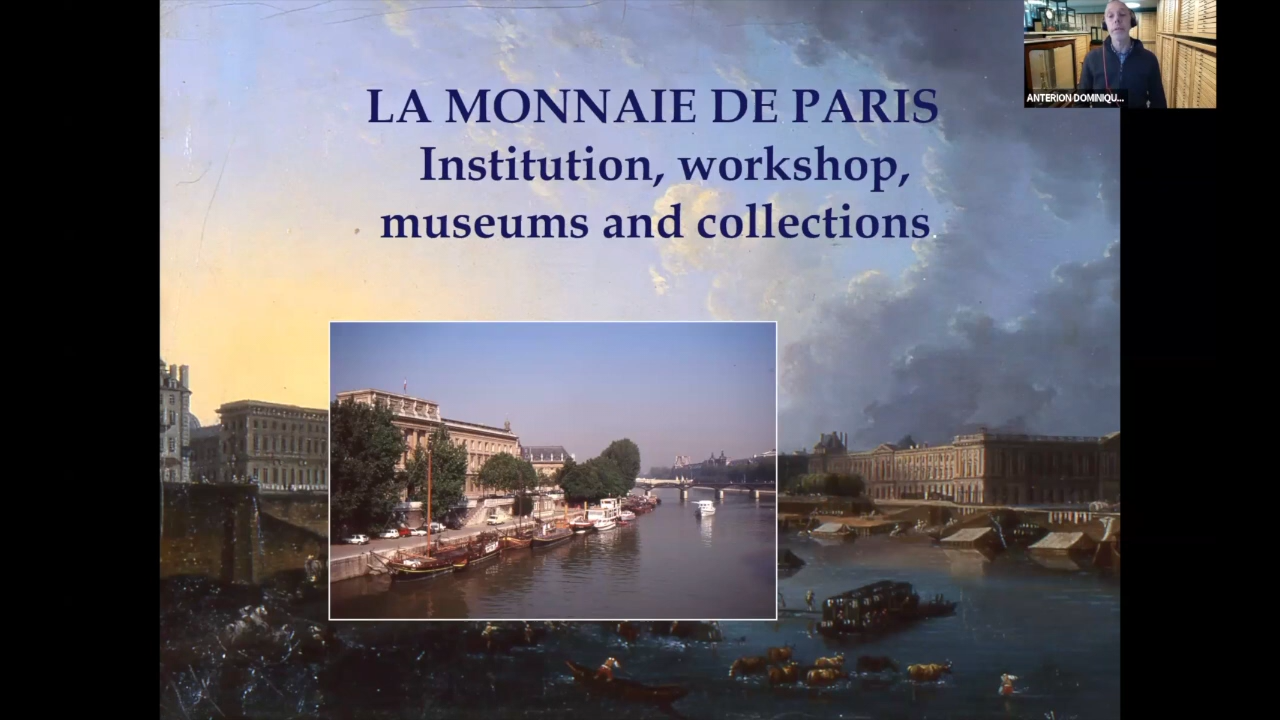 LA MONNAIE DE PARIS
Institution, workshop,
museums and collections
ANTERION DOMINIQU...